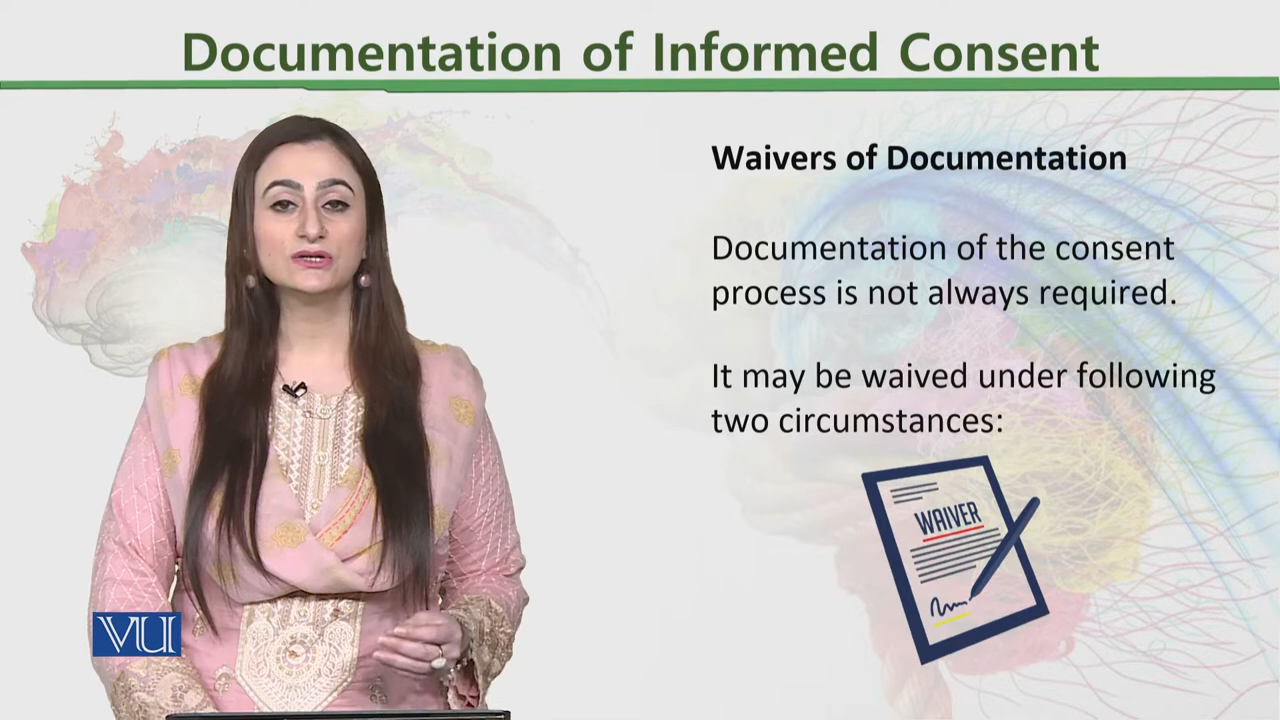 Documentation of Informed Consent
Waivers of Documentation
Documentation of the consent
process is not always required.
It may be waived under following
two circumstances:
WAIVER
VU